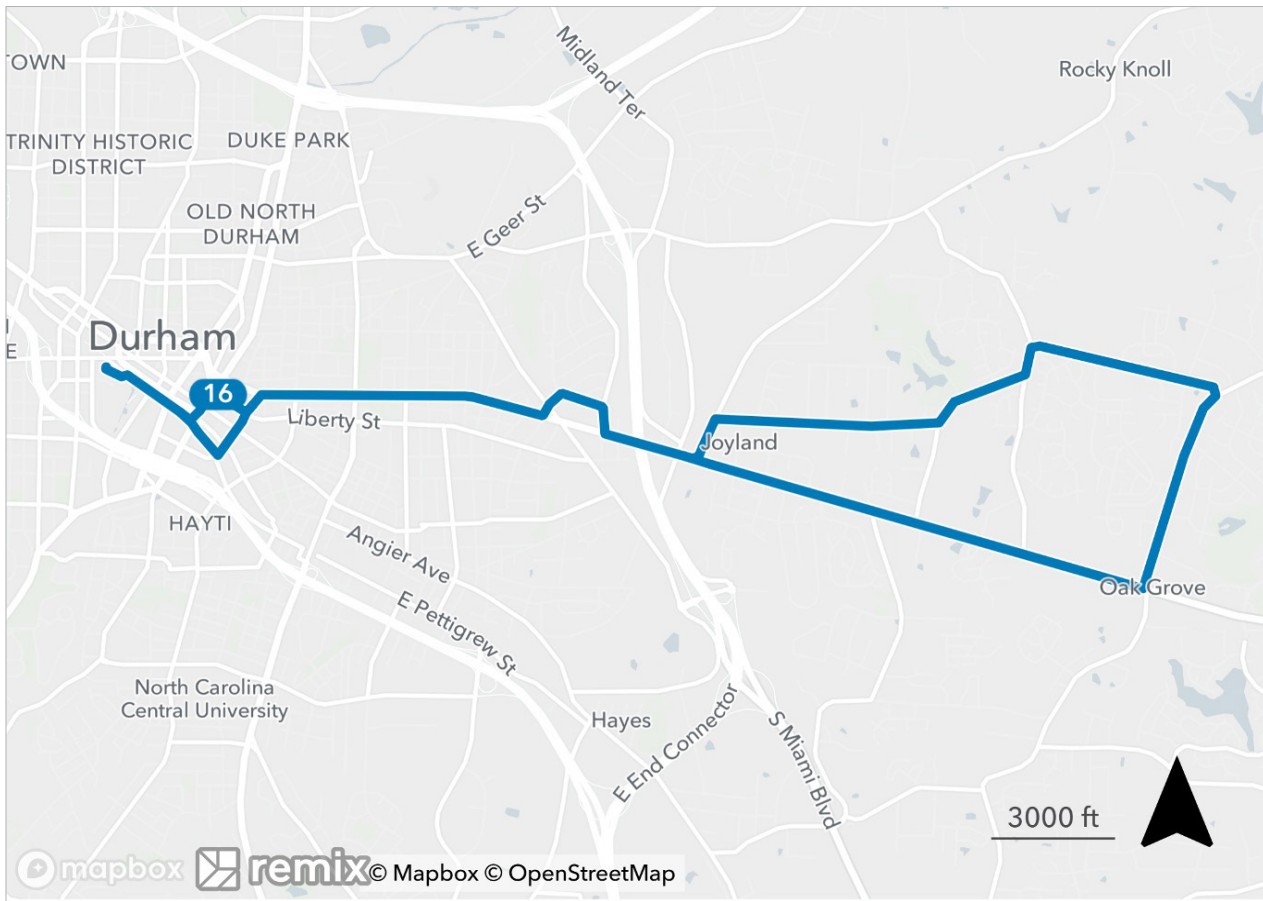 Midland Ter
TOWN
Rocky Knoll
TRINITY HISTORIC
DISTRICT
DUKE PARK
OLD NORTH
DURHAM
E Geer St
Durham
E
16
Liberty St
Joyland
HAYTI
Angier Ave
Oak Grove
E Pettigrew St
North Carolina
Central University
Hayes
E End Connector
S Miami Blvd
3000 ft
mapbox
remix
© Mapbox © OpenStreetMap